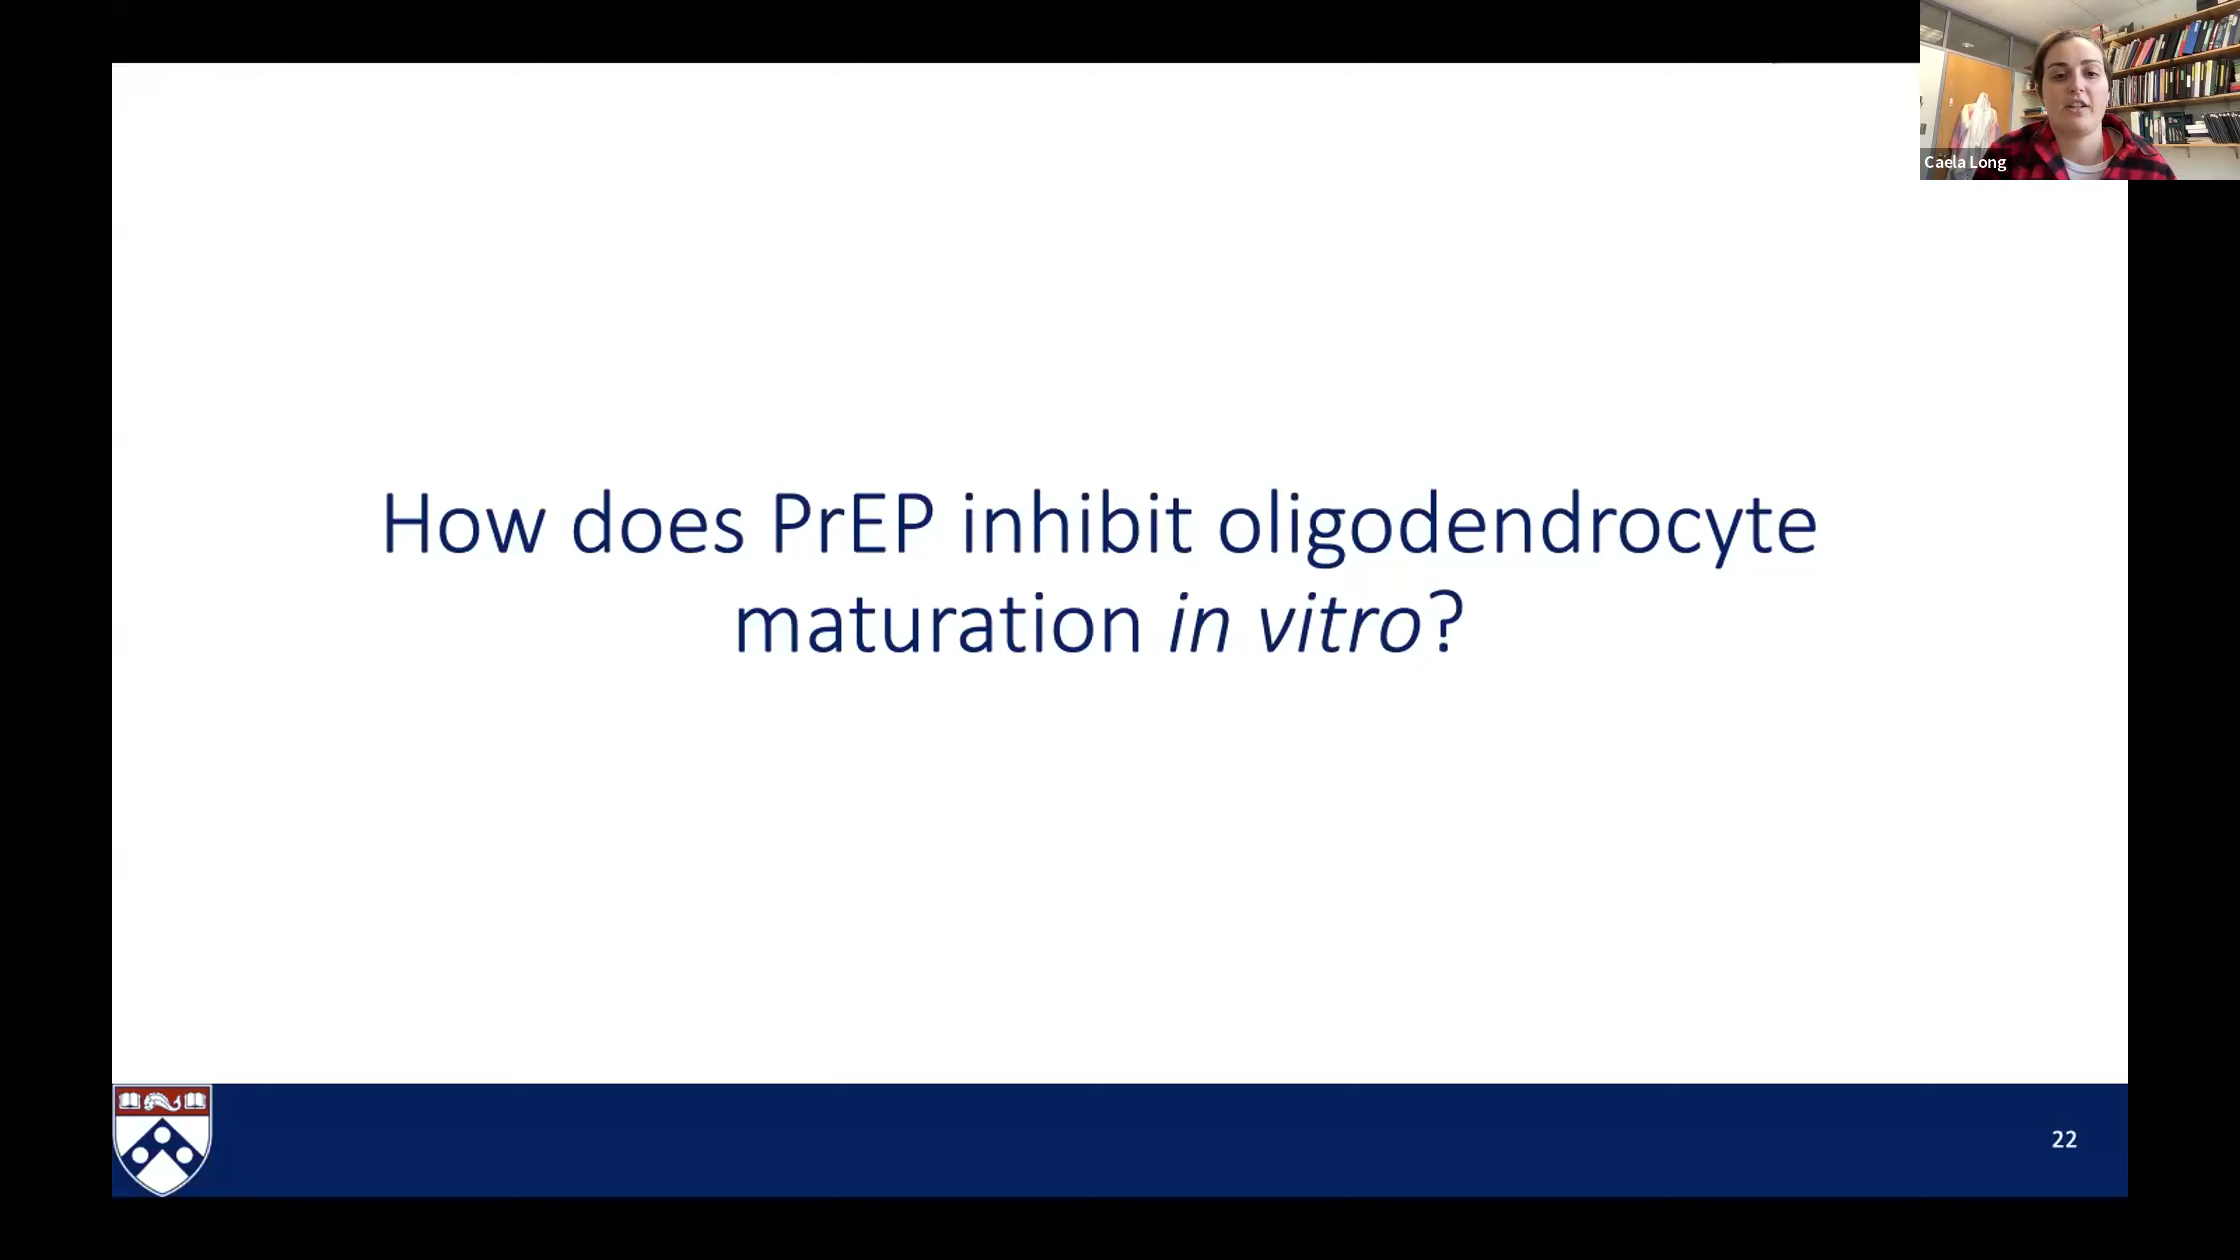 Caela Long
How does PrEP inhibit oligodendrocyte
maturation in vitro?
22